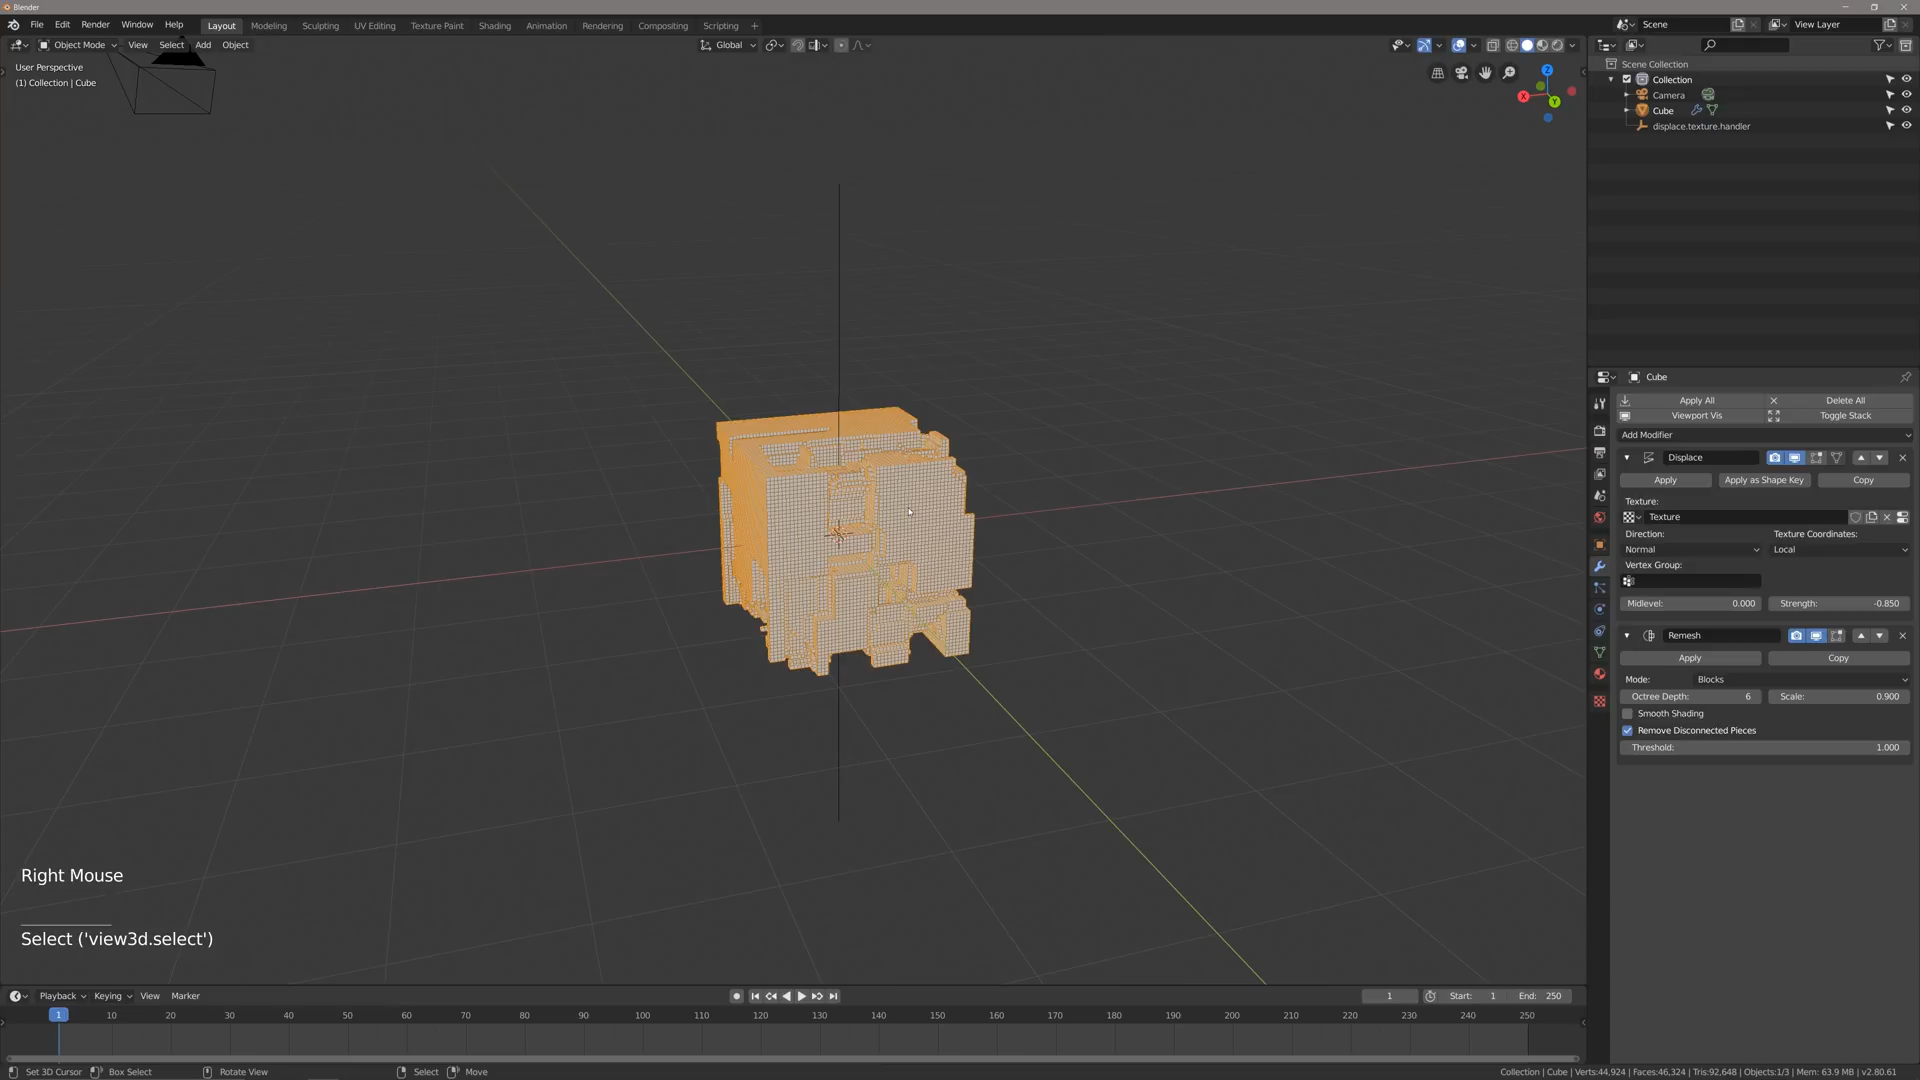 Blender
File Edit Render Window Help Layout Modeling Sculpting UV Editing Texture Paint Shading Animation Rendering Compositing Scripting + Scene View Layer
Object Mode View Select Add Object Global
User Perspective
(1) Collection | Cube
Z
X
Y
Right Mouse
Select ('view3d.select')
Scene Collection
Collection
Camera
Cube
displace.texture.handler
Cube
Apply All Delete All
Viewport Vis Toggle Stack
Add Modifier
Displace
Apply Apply as Shape Key Copy
Texture:
Texture
Direction: Texture Coordinates:
Normal Local
Vertex Group:
Midlevel: 0.000 Strength: -0.850
Remesh
Apply Copy
Mode: Blocks
Octree Depth: 6 Scale: 0.900
Smooth Shading
Remove Disconnected Pieces
Threshold: 1.000
Playback Keying View Marker 1 Start: 1 End: 250
1 10 20 30 40 50 60 70 80 90 100 110 120 130 140 150 160 170 180 190 200 210 220 230 240 250
Set 3D Cursor Box Select Rotate View Select Move Collection | Cube | Verts:44,924 | Faces:46,324 | Tris:92,648 | Objects:1/3 | Mem: 63.9 MB | v2.80.61